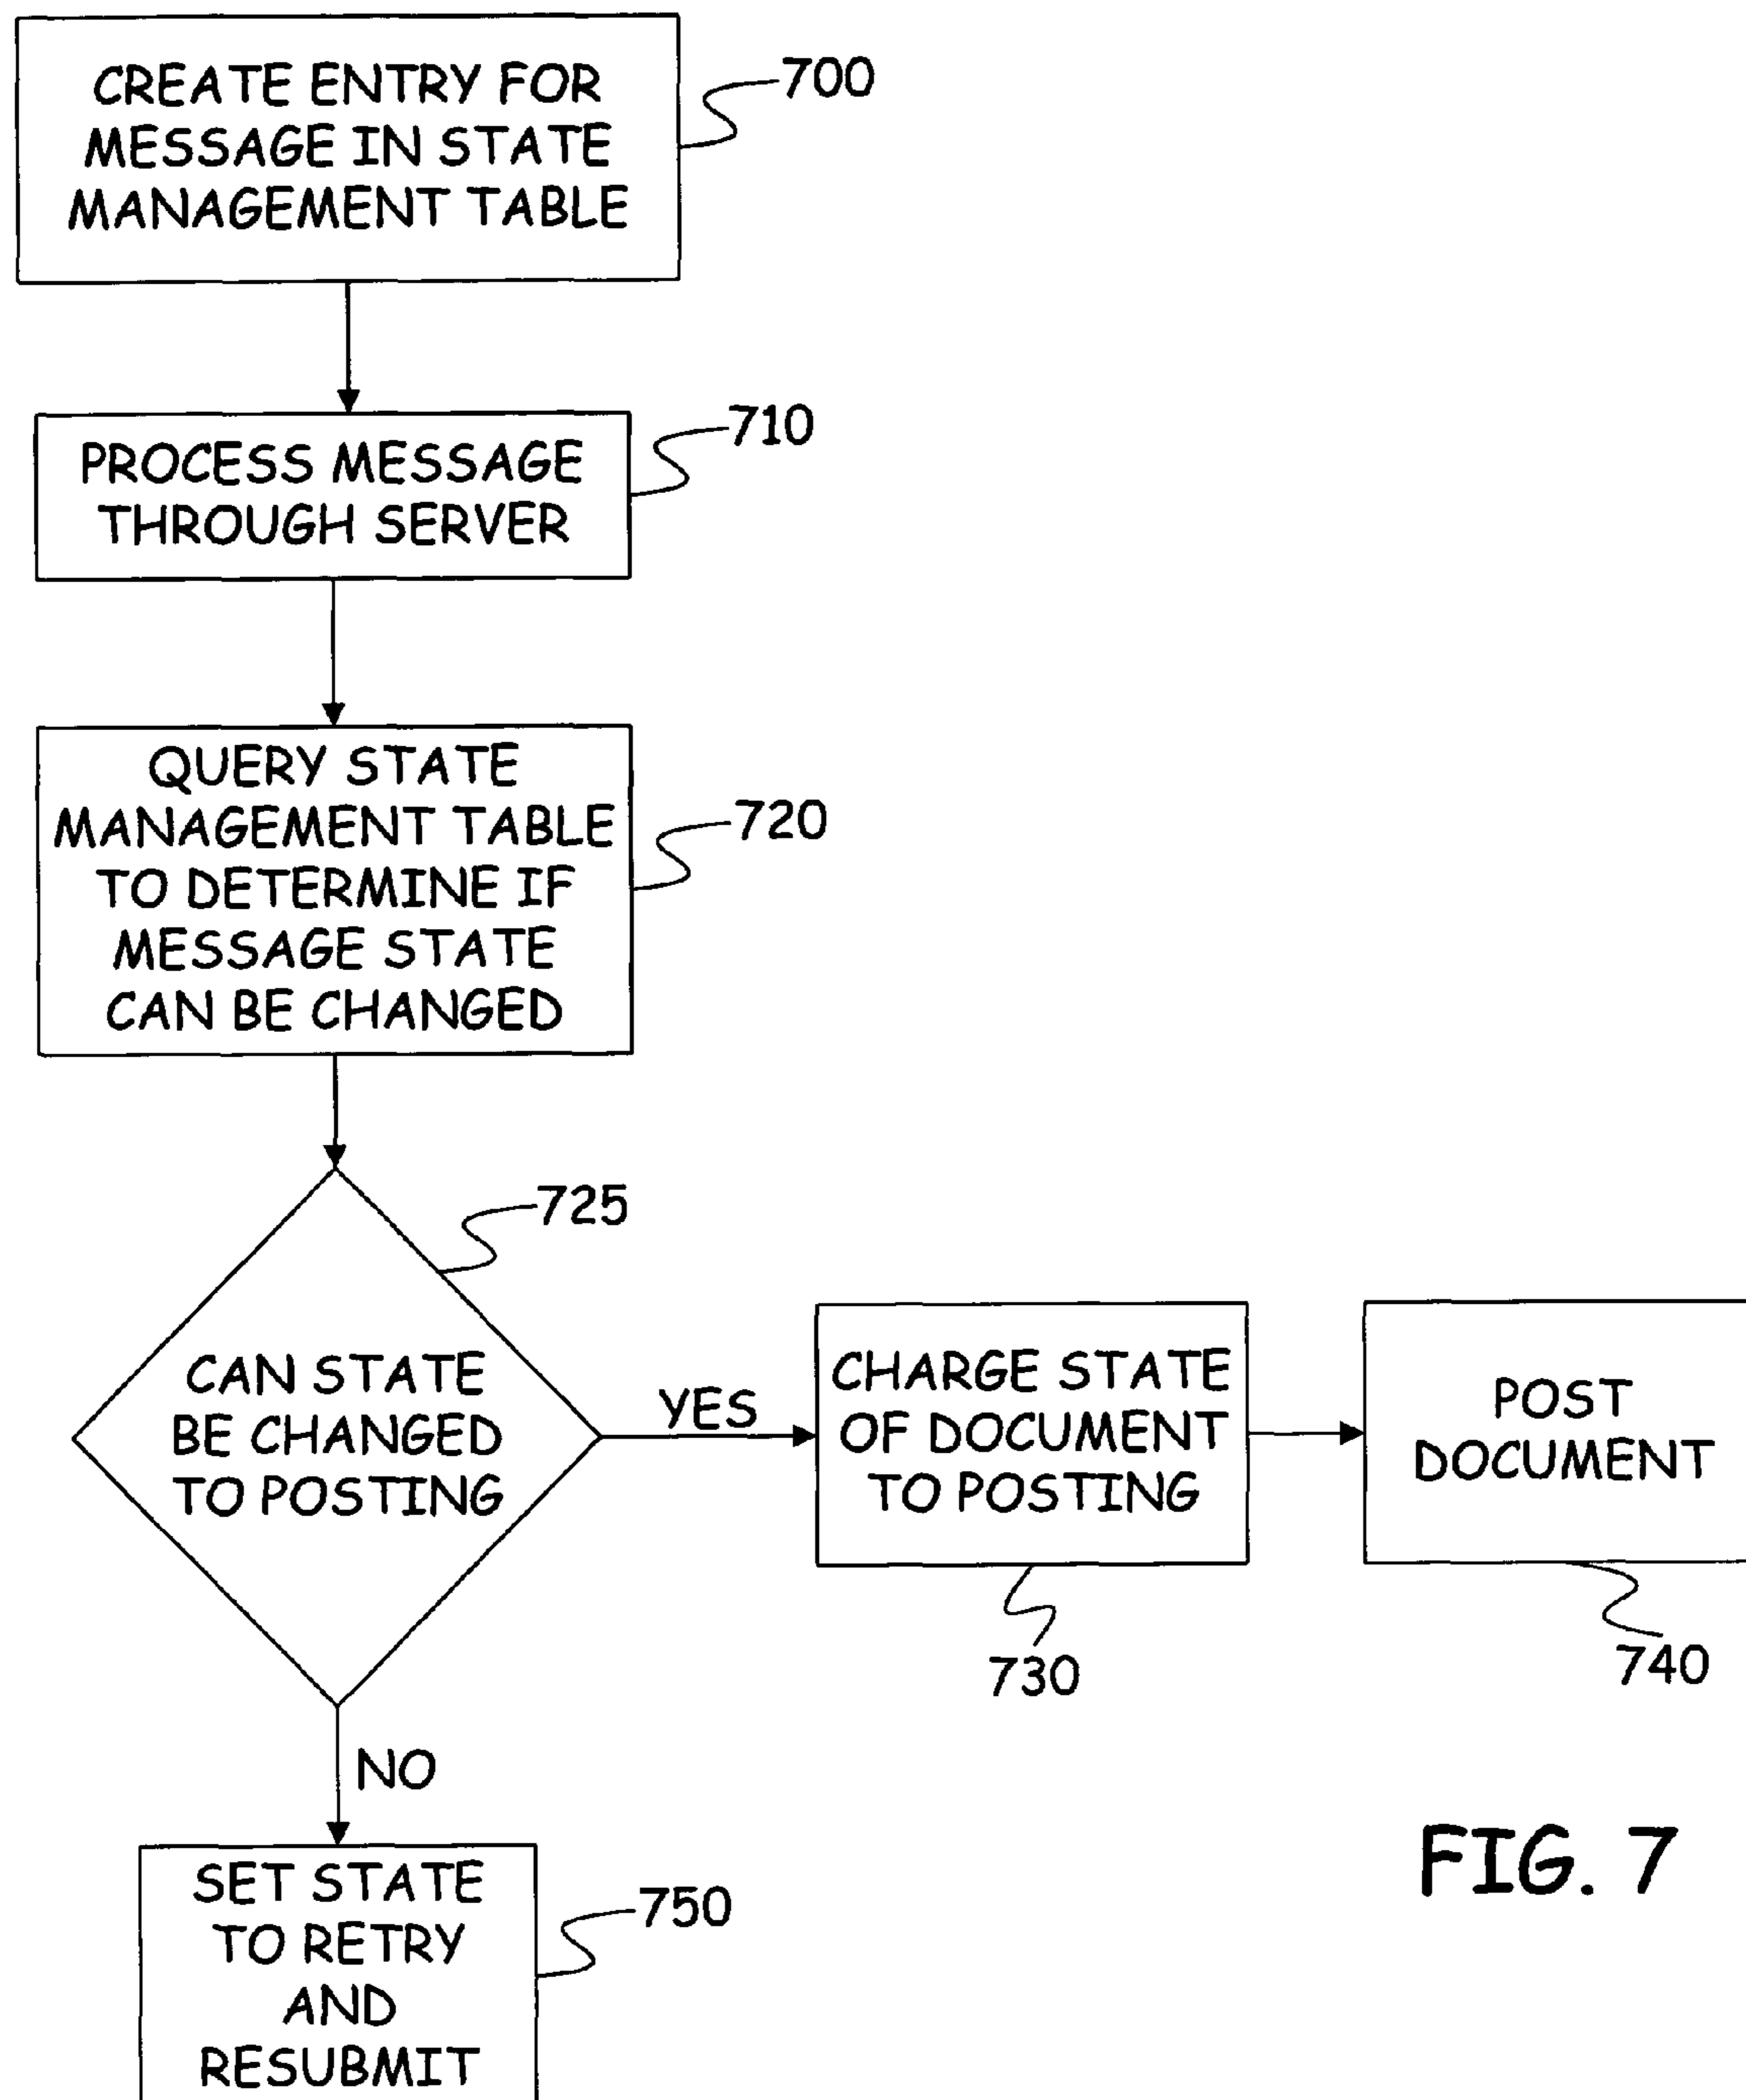 CREATE ENTRY FOR
MESSAGE IN STATE
MANAGEMENT TABLE
700
PROCESS MESSAGE
THROUGH SERVER
710
QUERY STATE
MANAGEMENT TABLE
TO DETERMINE IF
MESSAGE STATE
CAN BE CHANGED
720
725
CAN STATE
BE CHANGED
TO POSTING
YES
CHARGE STATE
OF DOCUMENT
TO POSTING
730
POST
DOCUMENT
740
NO
SET STATE
TO RETRY
AND
RESUBMIT
750
FIG. 7